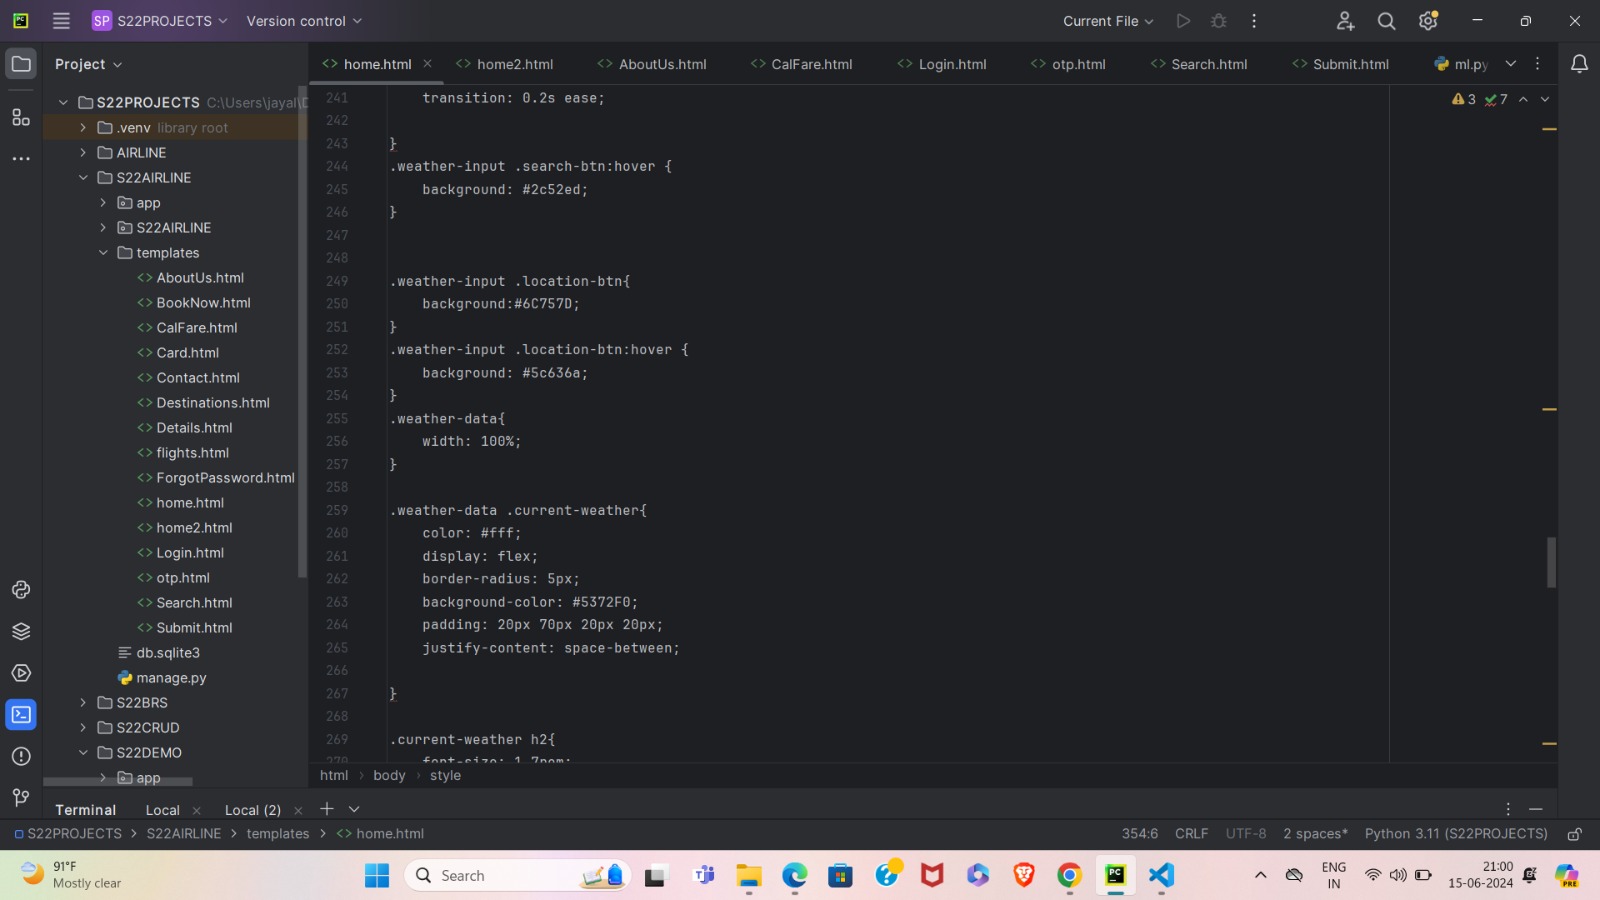 SP S22PROJECTS Version control Current File
Project
home.html home2.html AboutUs.html CalFare.html Login.html otp.html Search.html Submit.html ml.py
S22PROJECTS C:\Users\jayal\
.venv library root
AIRLINE
S22AIRLINE
app
S22AIRLINE
templates
AboutUs.html
BookNow.html
CalFare.html
Card.html
Contact.html
Destinations.html
Details.html
flights.html
ForgotPassword.html
home.html
home2.html
Login.html
otp.html
Search.html
Submit.html
db.sqlite3
manage.py
S22BRS
S22CRUD
S22DEMO
app
3 7
241 transition: 0.2s ease;
242
243 }
244 .weather-input .search-btn:hover {
245 background: #2c52ed;
246 }
247
248
249 .weather-input .location-btn{
250 background:#6C757D;
251 }
252 .weather-input .location-btn:hover {
253 background: #5c636a;
254 }
255 .weather-data{
256 width: 100%;
257 }
258
259 .weather-data .current-weather{
260 color: #fff;
261 display: flex;
262 border-radius: 5px;
263 background-color: #5372F0;
264 padding: 20px 70px 20px 20px;
265 justify-content: space-between;
266
267 }
268
269 .current-weather h2{
270 font-size: 1.7pem;
html body style
Terminal Local Local (2)
S22PROJECTS S22AIRLINE templates home.html 354:6 CRLF UTF-8 2 spaces* Python 3.11 (S22PROJECTS)
91°F
Mostly clear
Search
PC
ENG
IN
21:00
15-06-2024
PRE